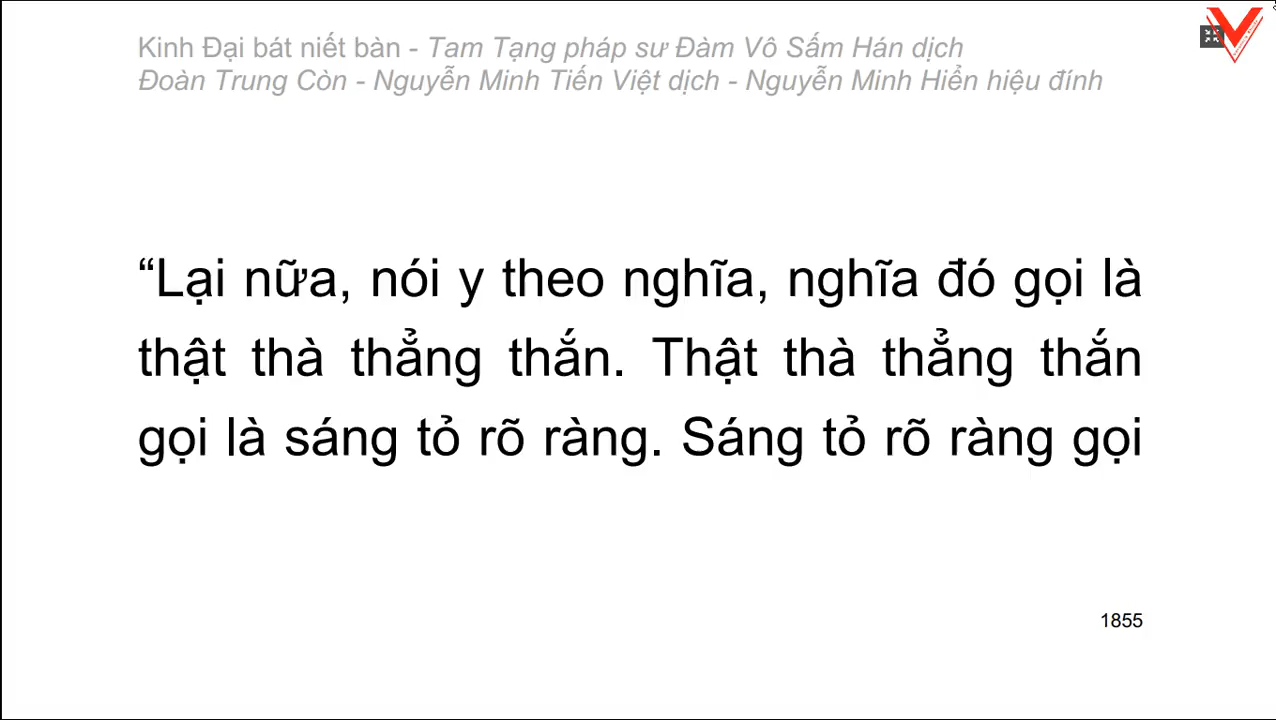 Kinh Đại bát niết bàn - Tam Tạng pháp sư Đàm Vô Sấm Hán dịch
Đoàn Trung Còn - Nguyễn Minh Tiến Việt dịch - Nguyễn Minh Hiển hiệu đính
“Lại nữa, nói y theo nghĩa, nghĩa đó gọi là
thật thà thẳng thắn. Thật thà thẳng thắn
gọi là sáng tỏ rõ ràng. Sáng tỏ rõ ràng gọi
1855